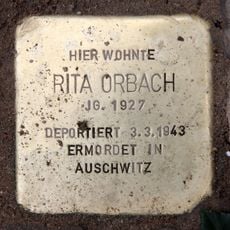 HIER WOHNTE
RITA ORBACH
JG. 1927
DEPORTIERT 3.3.1943
ERMORDET IN
AUSCHWITZ